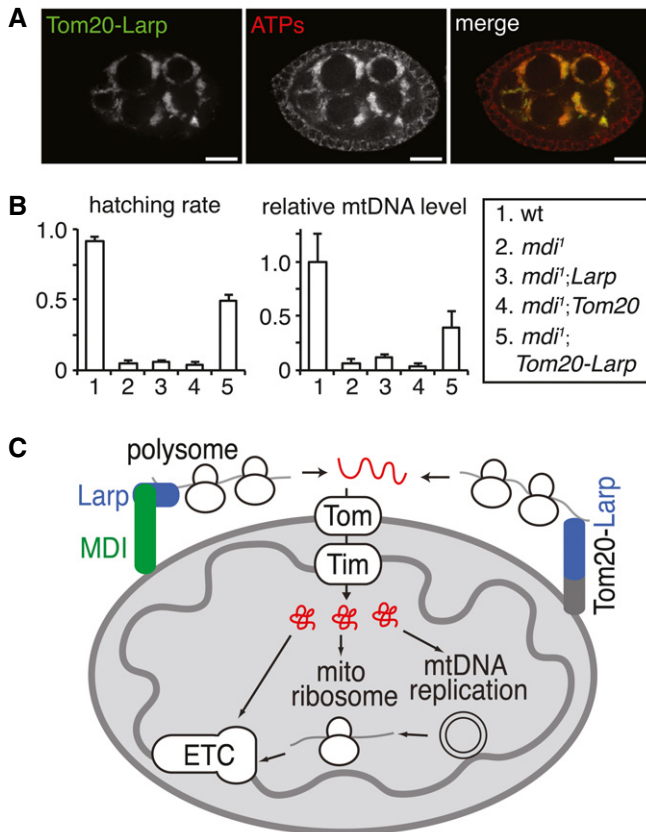 A
Tom20-Larp
ATPs
merge
B
hatching rate
1.0
0.5
0
1 2 3 4 5
relative mtDNA level
1.0
0.5
0
1 2 3 4 5
1. wt
2. mdi¹
3. mdi¹;Larp
4. mdi¹;Tom20
5. mdi¹;
Tom20-Larp
C
polysome
Larp
MDI
Tom
Tim
Tom20-Larp
mito
ribosome
mtDNA
replication
ETC